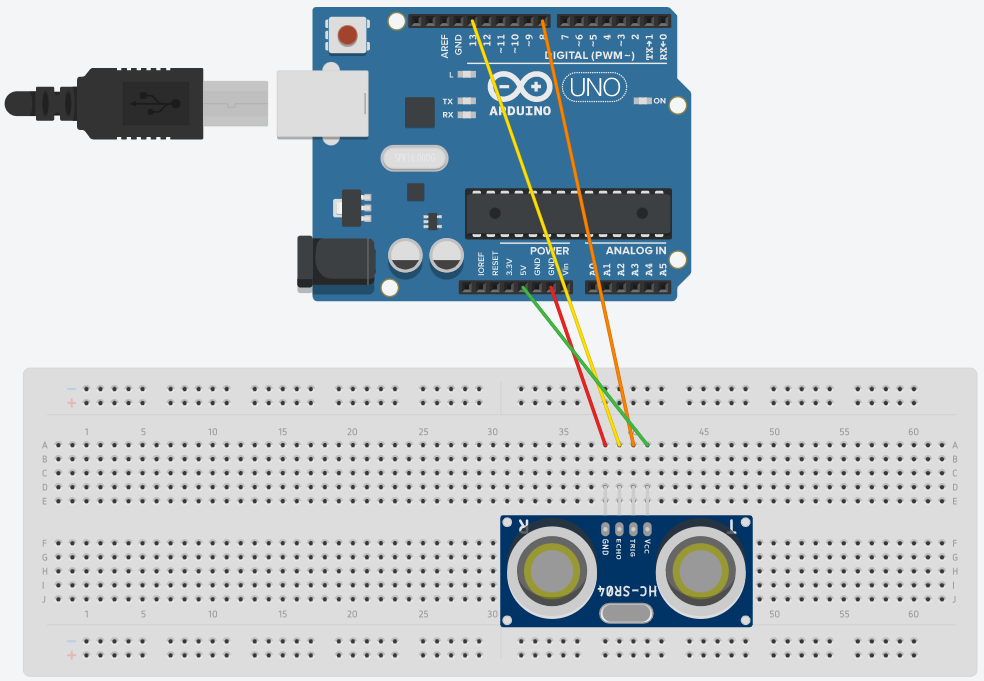 AREF
GND
13
12
~11
~10
~9
8
7
~6
~5
4
~3
2
TX→1
RX←0
DIGITAL (PWM~)
L
TX
RX
ARDUINO
UNO
ON
POWER
ANALOG IN
IOREF
RESET
3.3V
5V
GND
GND
Vin
A0
A1
A2
A3
A4
A5
1 5 10 15 20 25 30 35 45 50 55 60
A A
B B
C C
D D
E E
R T
GND
ECHO
TRIG
VCC
HC-SR04
F F
G G
H H
I I
J J
1 5 10 15 20 25 30 50 55 60